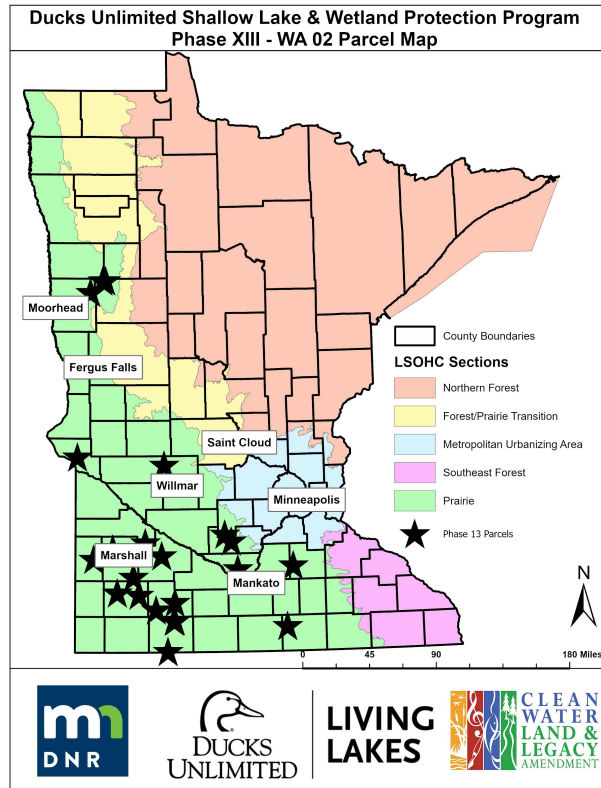 Ducks Unlimited Shallow Lake & Wetland Protection Program
Phase XIII - WA 02 Parcel Map
Moorhead
Fergus Falls
Saint Cloud
Willmar
Minneapolis
Marshall
Mankato
County Boundaries
LSOHC Sections
Northern Forest
Forest/Prairie Transition
Metropolitan Urbanizing Area
Southeast Forest
Prairie
Phase 13 Parcels
N
0 45 90 180 Miles
mn
DNR
DUCKS
UNLIMITED
LIVING
LAKES
CLEAN
WATER
LAND &
LEGACY
AMENDMENT